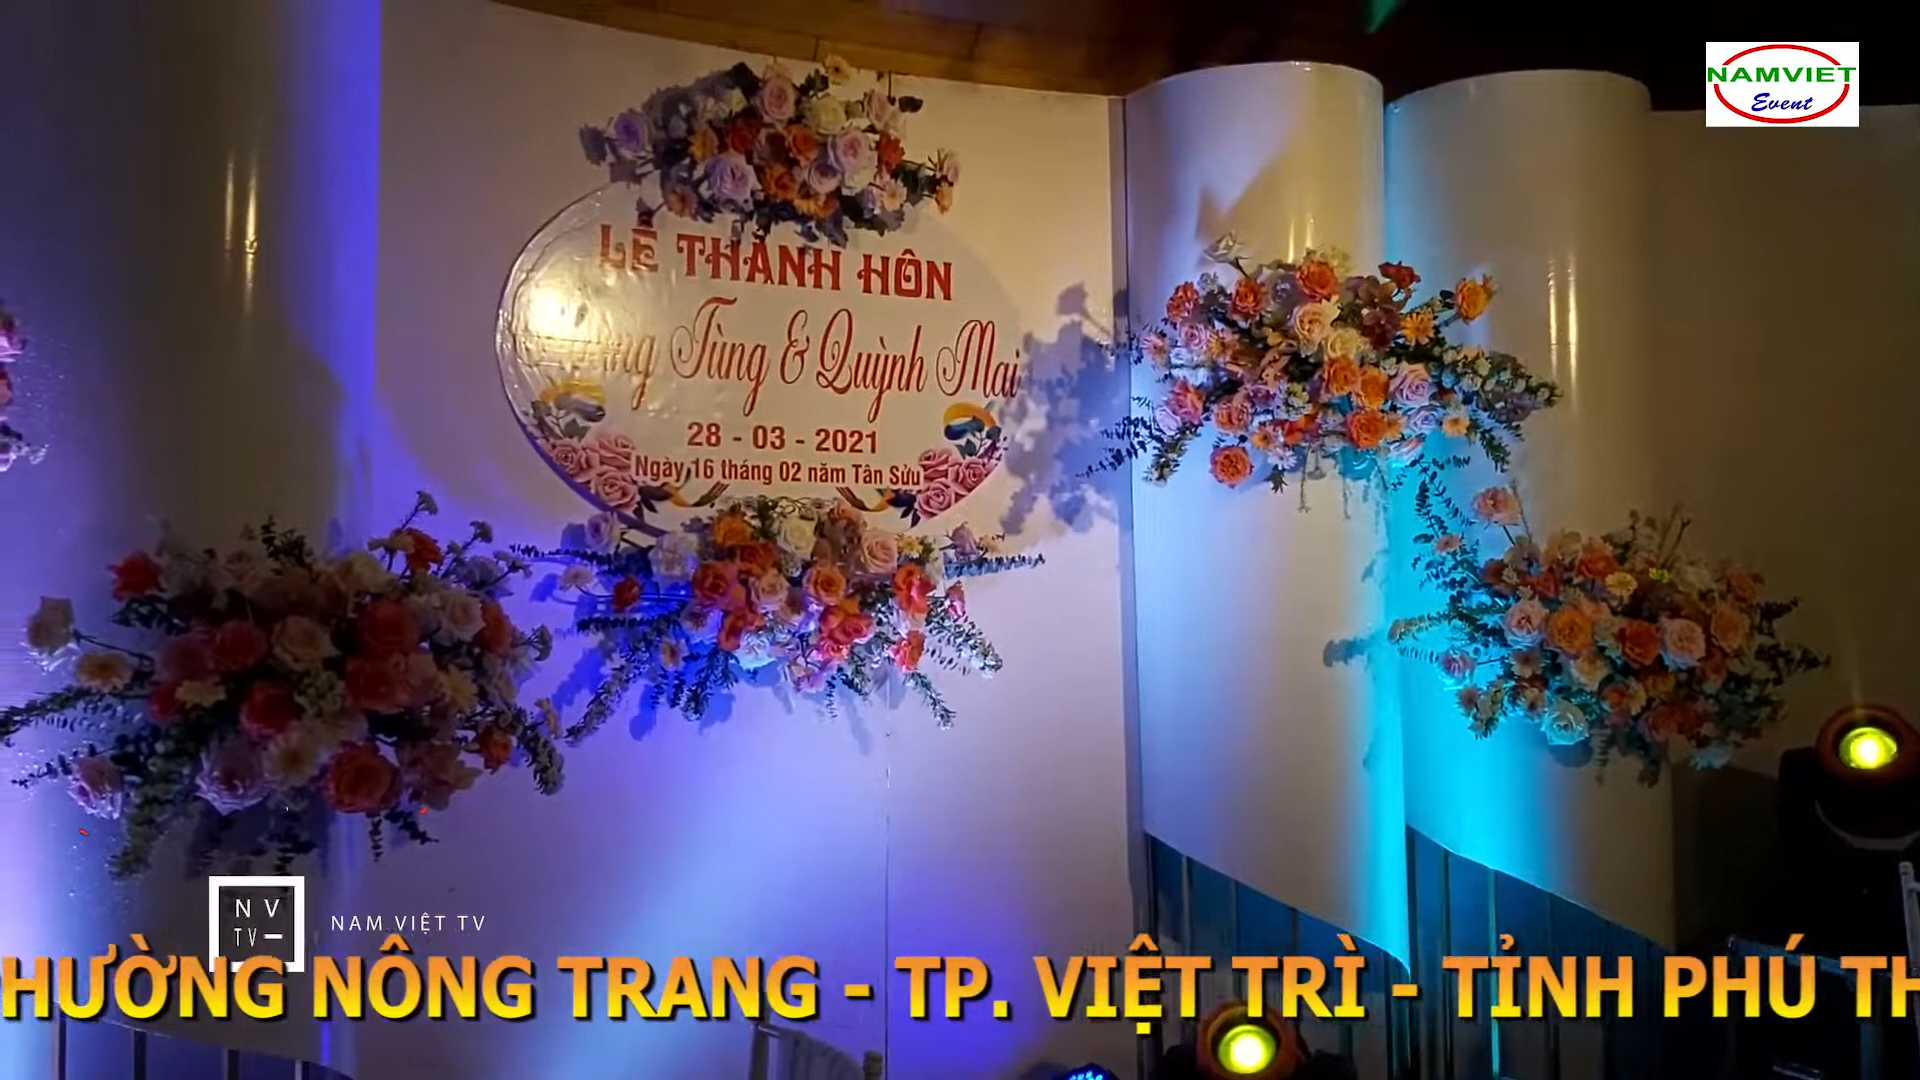 NAMVIET
Event
LỄ THÀNH HÔN
Tùng & Quỳnh Mai
28 - 03 - 2021
Ngày 16 tháng 02 năm Tân Sửu
N V
TV
NAM VIỆT TV
HƯỜNG NÔNG TRANG - TP. VIỆT TRÌ - TỈNH PHÚ TH